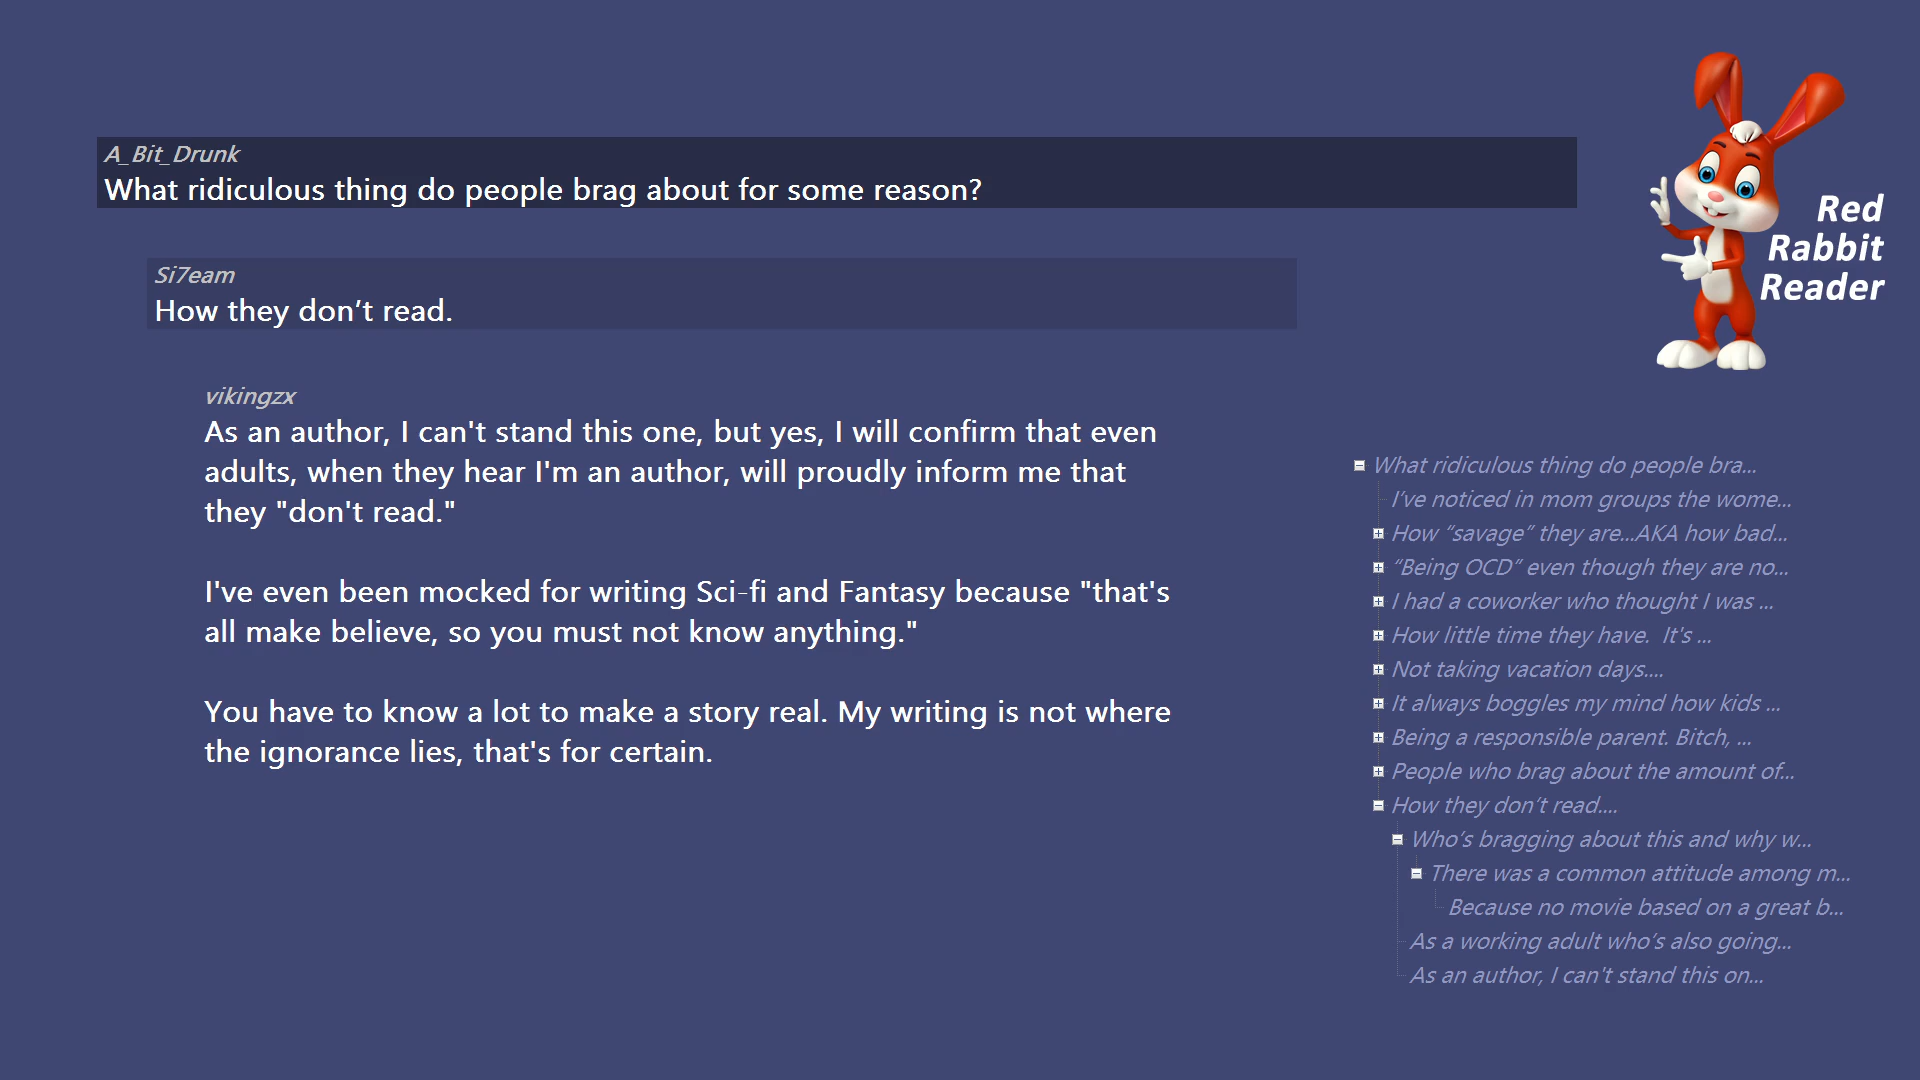 A_Bit_Drunk
What ridiculous thing do people brag about for some reason?
Si7eam
How they don’t read.
vikingzx
As an author, I can't stand this one, but yes, I will confirm that even
adults, when they hear I'm an author, will proudly inform me that
they "don't read."
I've even been mocked for writing Sci-fi and Fantasy because "that's
all make believe, so you must not know anything."
You have to know a lot to make a story real. My writing is not where
the ignorance lies, that's for certain.
Red
Rabbit
Reader
What ridiculous thing do people bra...
I’ve noticed in mom groups the wome...
How “savage” they are...AKA how bad...
“Being OCD” even though they are no...
I had a coworker who thought I was ...
How little time they have.  It's ...
Not taking vacation days....
It always boggles my mind how kids ...
Being a responsible parent. Bitch, ...
People who brag about the amount of...
How they don’t read....
Who’s bragging about this and why w...
There was a common attitude among m...
Because no movie based on a great b...
As a working adult who’s also going...
As an author, I can't stand this on...